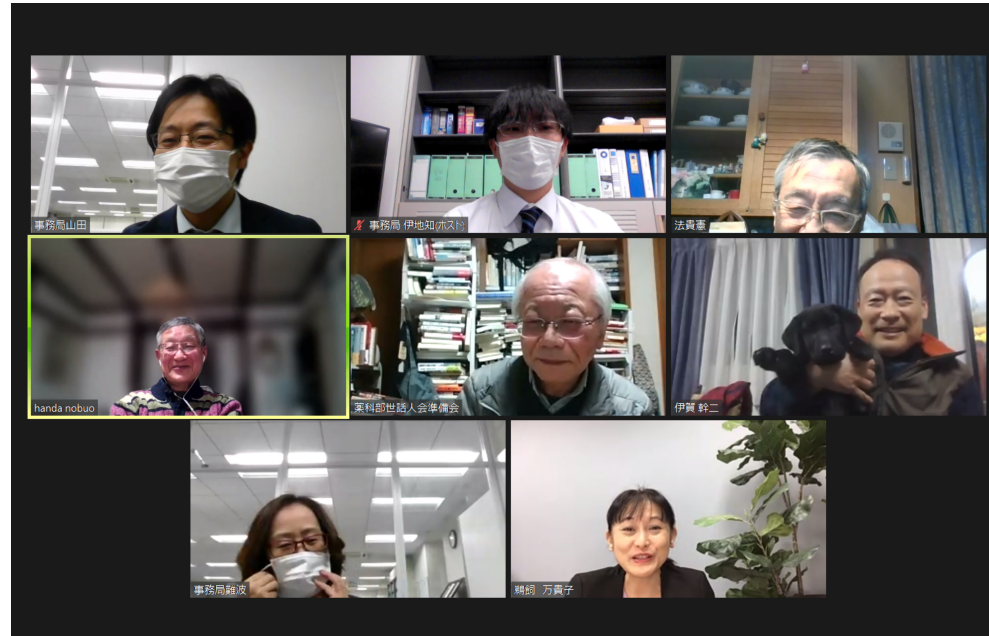 事務局山田
事務局 伊地知(ホスト)
法貴憲
handa nobuo
薬科部世話人会準備会
伊賀 幹二
事務局難波
鵜飼 万貴子